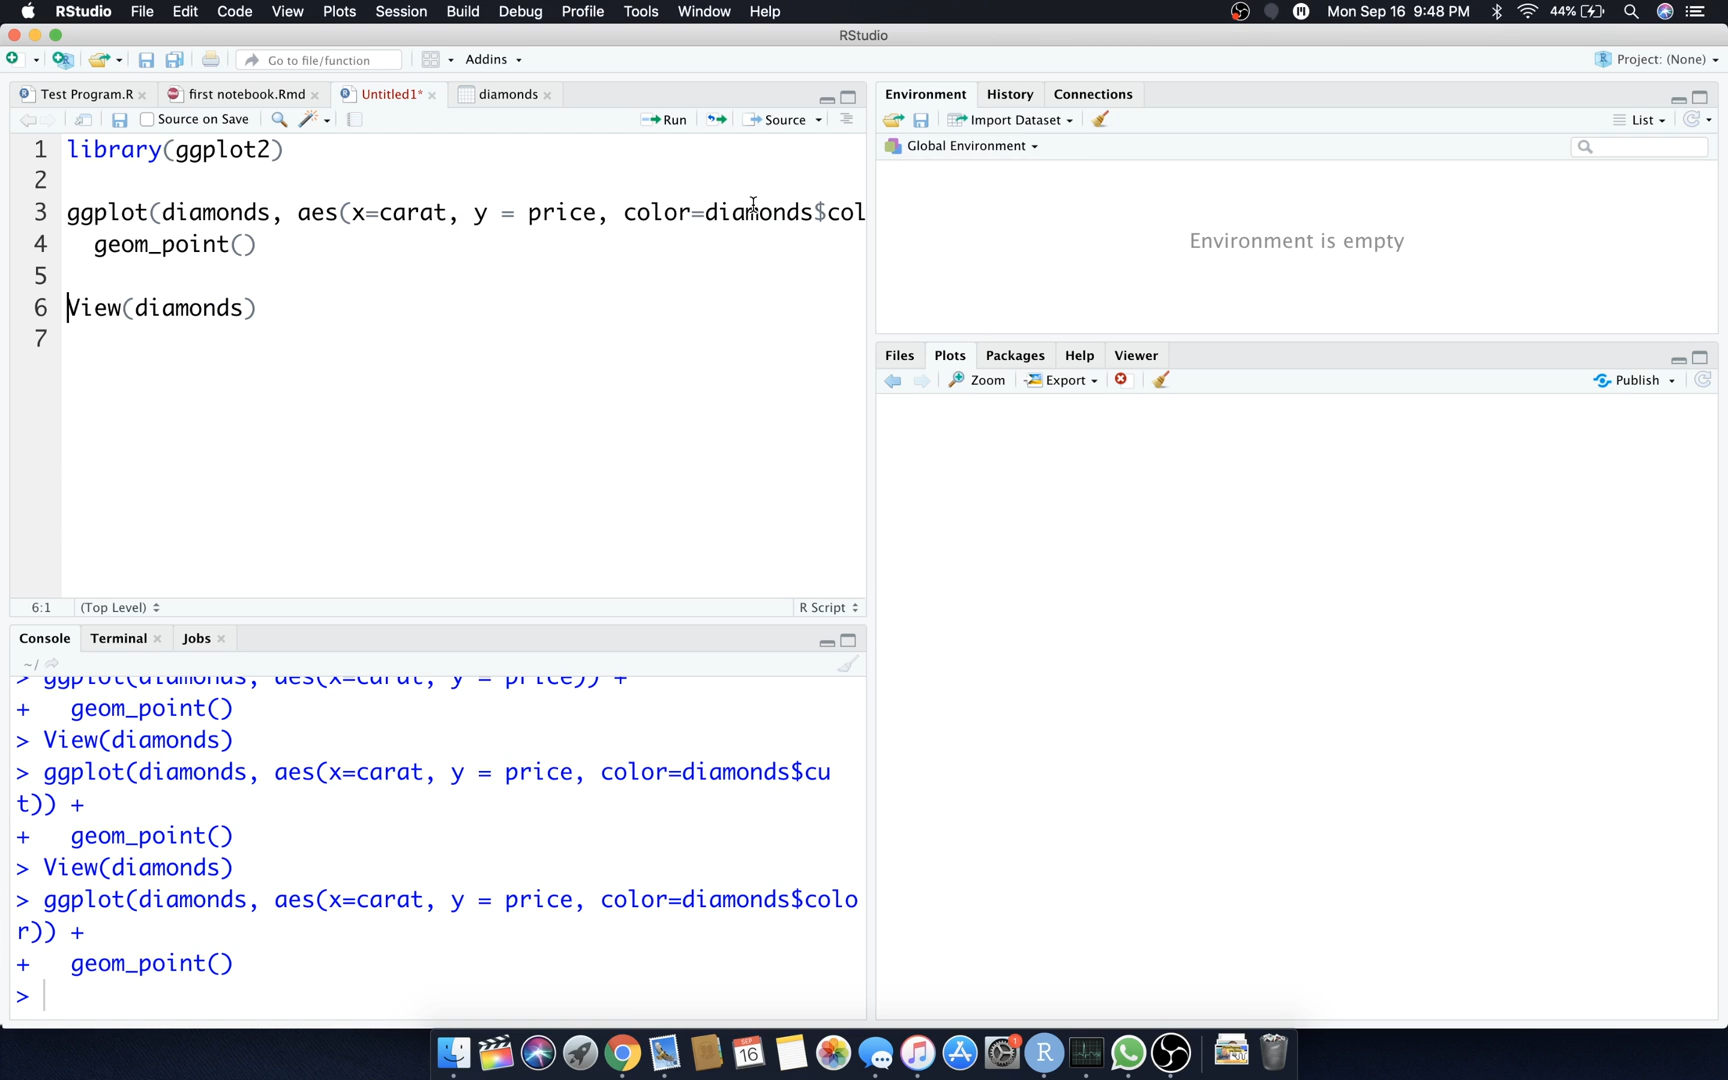 RStudio File Edit Code View Plots Session Build Debug Profile Tools Window Help Mon Sep 16 9:48 PM 44%
RStudio
Go to file/function Addins Project: (None)
Test Program.R first notebook.Rmd Untitled1* diamonds
Source on Save Run Source
1 library(ggplot2)
2
3 ggplot(diamonds, aes(x=carat, y = price, color=diamonds$col
4 geom_point()
5
6 View(diamonds)
7
6:1 (Top Level) R Script
Console Terminal Jobs
~/
> ggplot(diamonds, aes(x=carat, y = price)) +
+ geom_point()
> View(diamonds)
> ggplot(diamonds, aes(x=carat, y = price, color=diamonds$cu
t)) +
+ geom_point()
> View(diamonds)
> ggplot(diamonds, aes(x=carat, y = price, color=diamonds$colo
r)) +
+ geom_point()
>
Environment History Connections
Import Dataset List
Global Environment
Environment is empty
Files Plots Packages Help Viewer
Zoom Export Publish
SEP
16
1
R